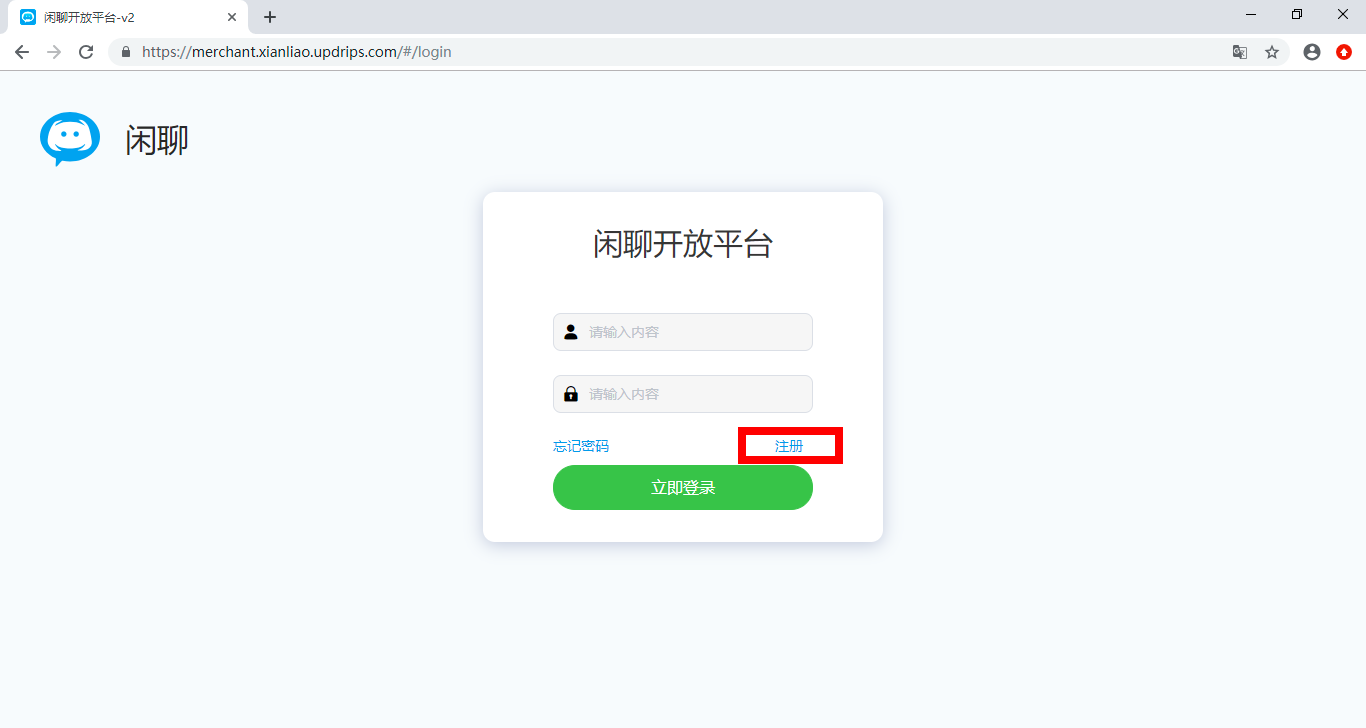 闲聊开放平台-v2
https://merchant.xianliao.updrips.com/#/login
闲聊
闲聊开放平台
请输入内容
请输入内容
忘记密码 注册
立即登录